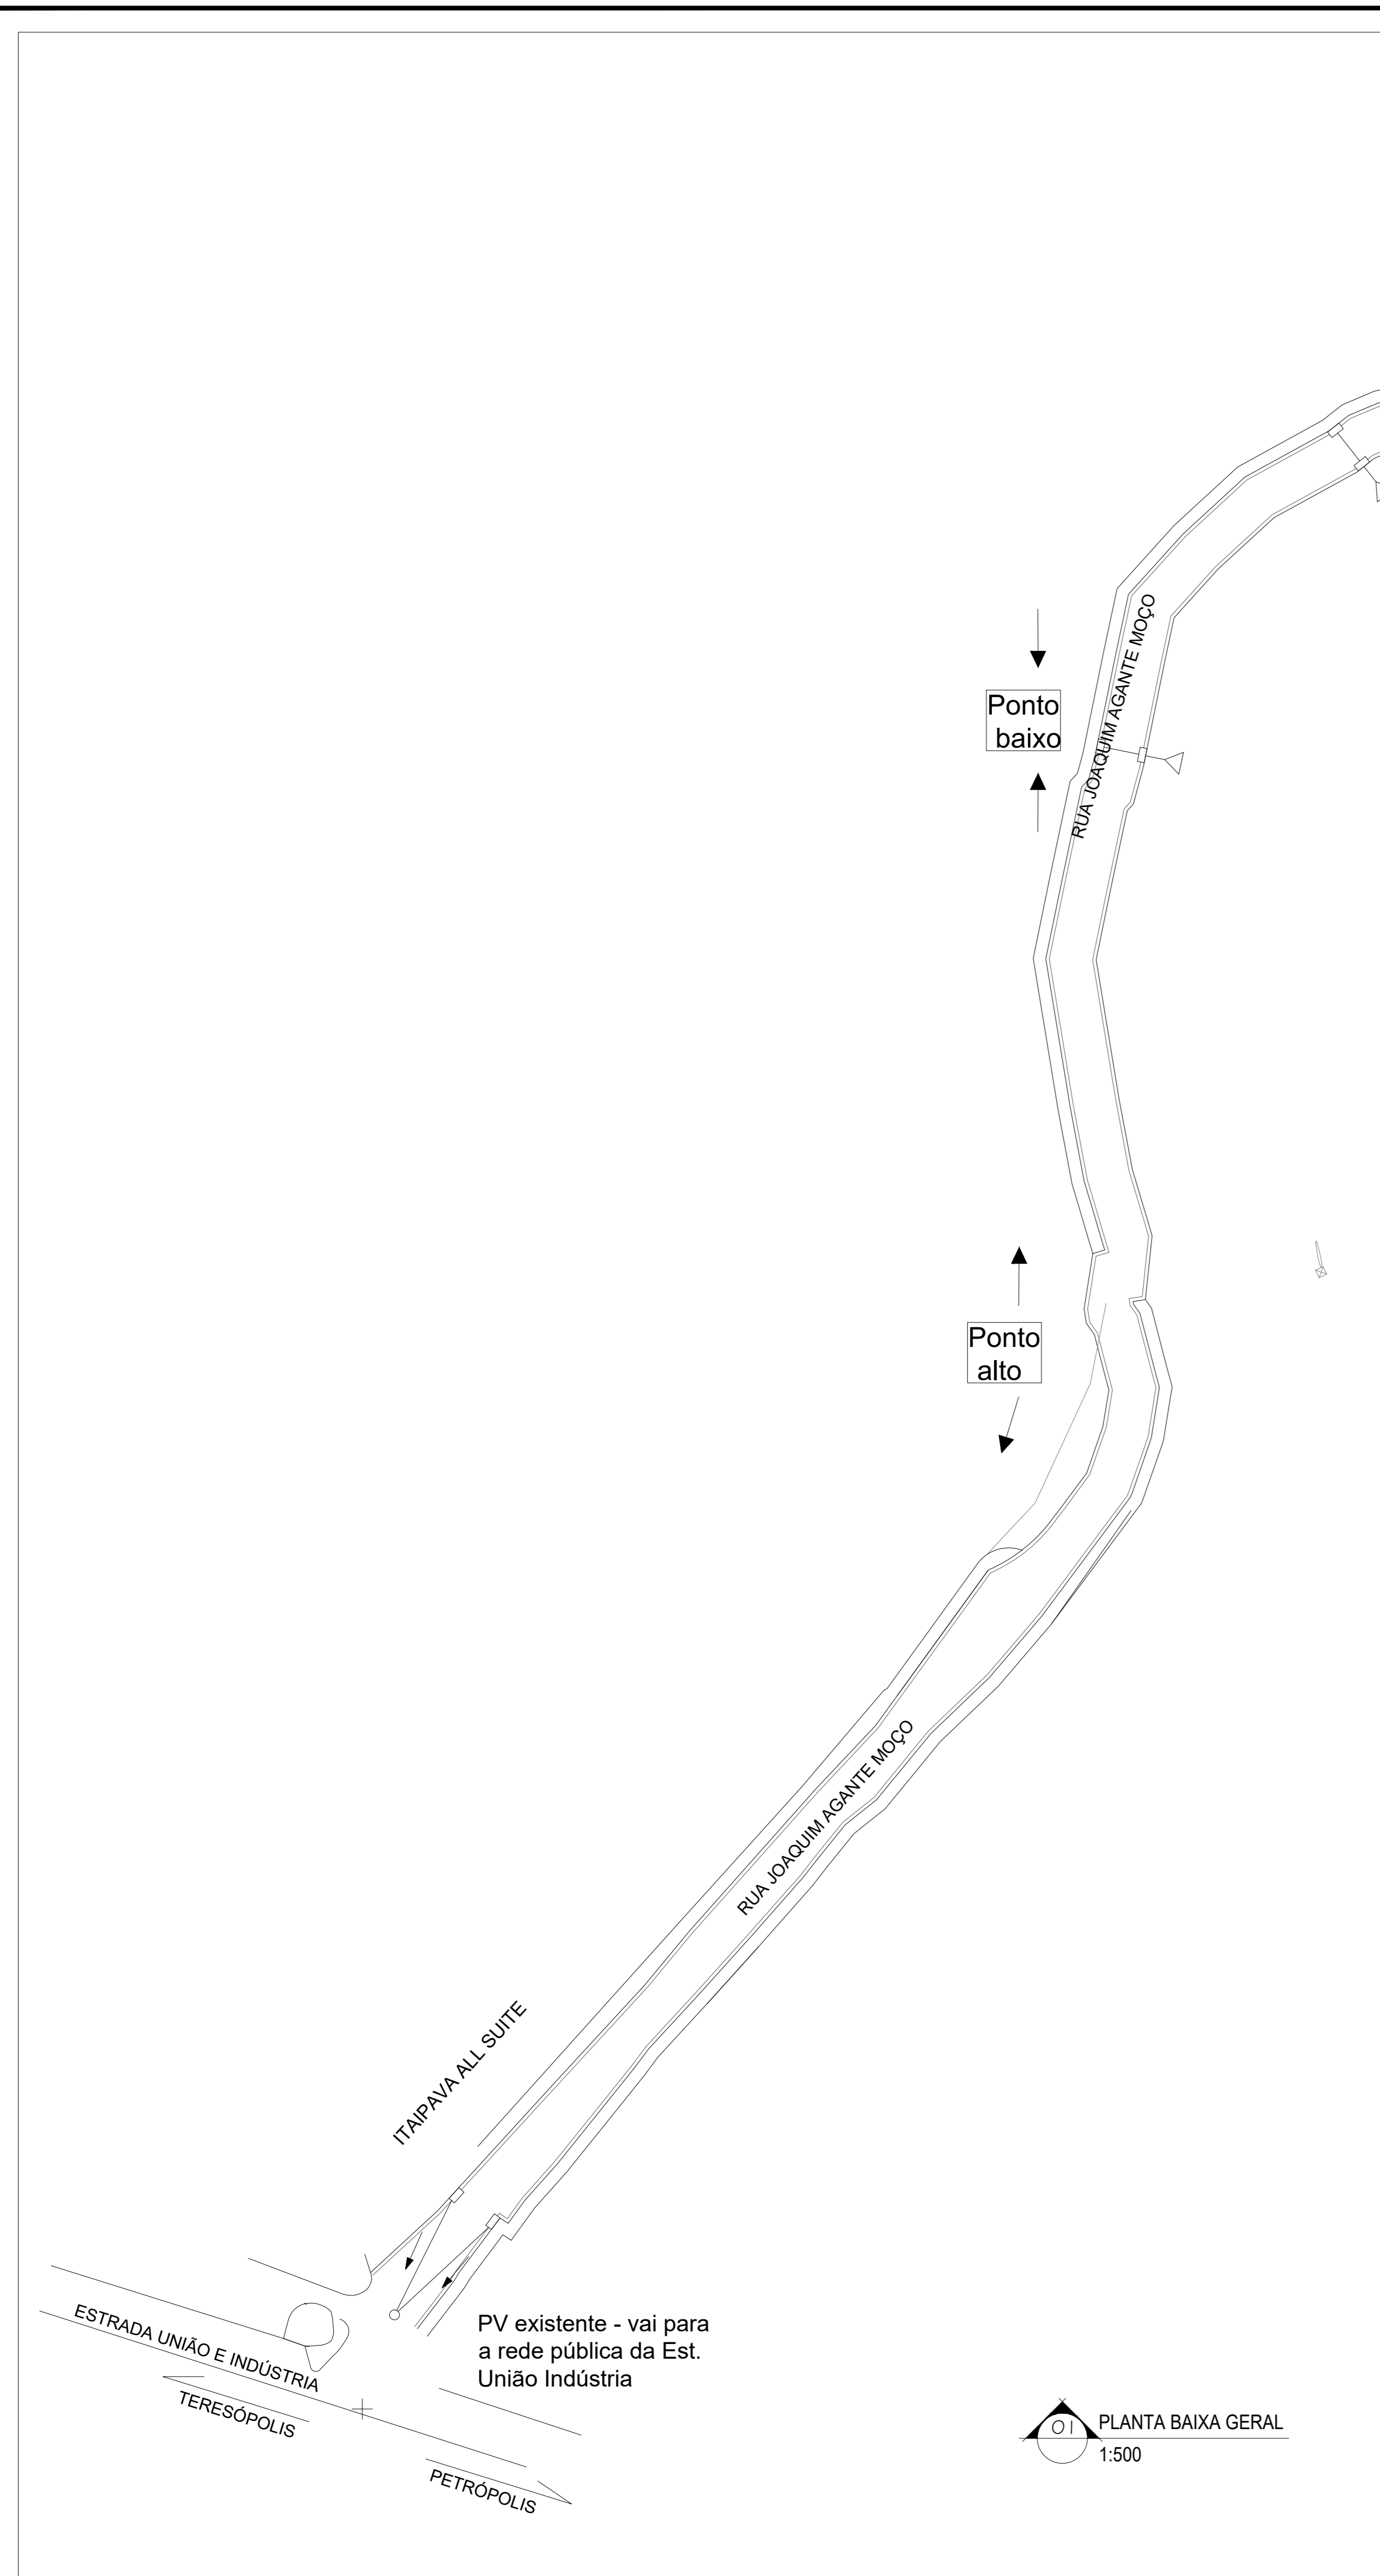 RUA JOAQUIM AGANTE MOÇO
Ponto
baixo
Ponto
alto
RUA JOAQUIM AGANTE MOÇO
ITAIPAVA ALL SUITE
PV existente - vai para
a rede pública da Est.
União Indústria
ESTRADA UNIÃO E INDÚSTRIA
TERESÓPOLIS
PETRÓPOLIS
01
PLANTA BAIXA GERAL
1:500